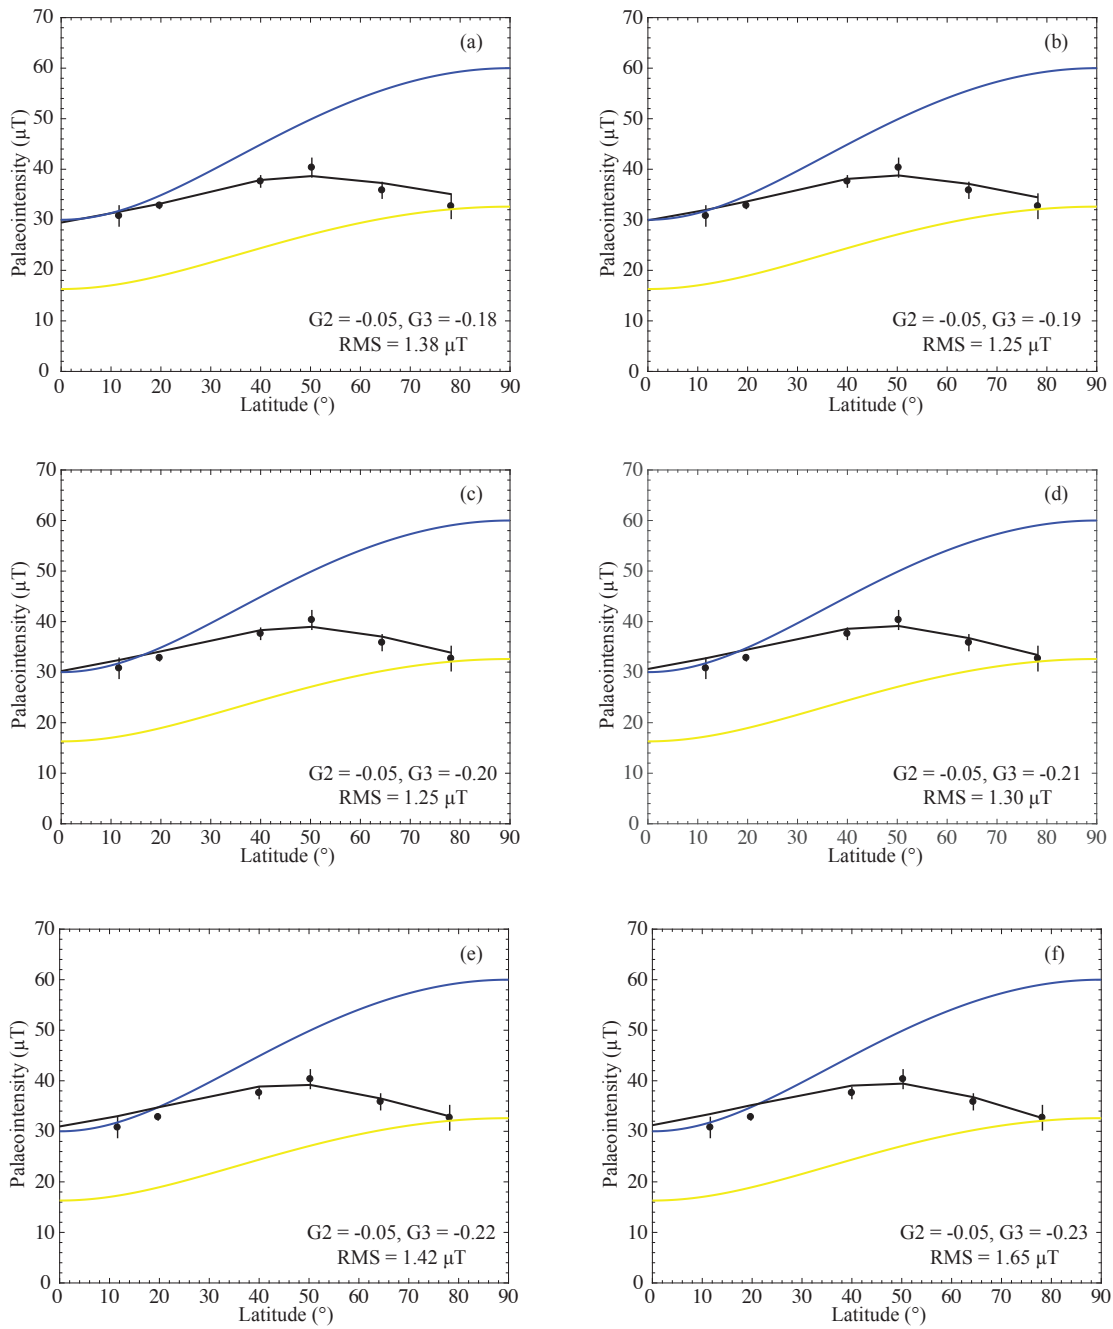 70
60
50
40
30
20
10
0
Palaeointensity (µT)
(a)
G2 = -0.05, G3 = -0.18
RMS = 1.38 µT
0 10 20 30 40 50 60 70 80 90
Latitude (°)
70
60
50
40
30
20
10
0
Palaeointensity (µT)
(b)
G2 = -0.05, G3 = -0.19
RMS = 1.25 µT
0 10 20 30 40 50 60 70 80 90
Latitude (°)
70
60
50
40
30
20
10
0
Palaeointensity (µT)
(c)
G2 = -0.05, G3 = -0.20
RMS = 1.25 µT
0 10 20 30 40 50 60 70 80 90
Latitude (°)
70
60
50
40
30
20
10
0
Palaeointensity (µT)
(d)
G2 = -0.05, G3 = -0.21
RMS = 1.30 µT
0 10 20 30 40 50 60 70 80 90
Latitude (°)
70
60
50
40
30
20
10
0
Palaeointensity (µT)
(e)
G2 = -0.05, G3 = -0.22
RMS = 1.42 µT
0 10 20 30 40 50 60 70 80 90
Latitude (°)
70
60
50
40
30
20
10
0
Palaeointensity (µT)
(f)
G2 = -0.05, G3 = -0.23
RMS = 1.65 µT
0 10 20 30 40 50 60 70 80 90
Latitude (°)